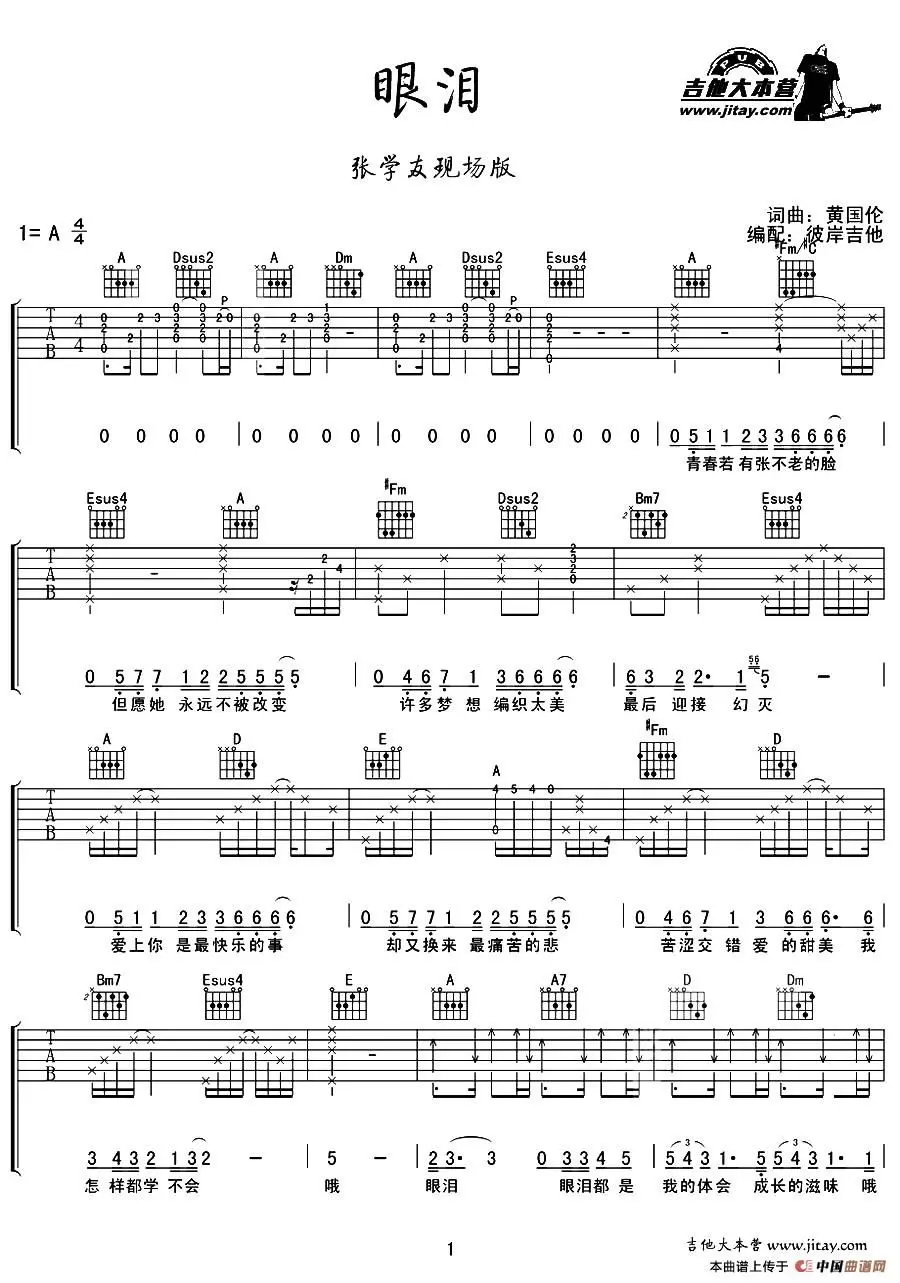 眼泪
PUB
吉他大本营
www.jitay.com
张学友现场版
词曲：黄国伦
1= A 4/4
编配：彼岸吉他
A Dsus2 A Dm A Dsus2 Esus4 A #Fm/#C
P P
T A B 4 4
0 0 0 0 0 0 0 0 0 0 0 0 0 0 0 0 0 5 1 1 2 3 3 6 6 6 6 6
青春若有张不老的脸
Esus4 A #Fm Dsus2 Bm7 Esus4
T A B
0 5 7 7 1 2 2 5 5 5 5 0 4 6 7 1 3 6 6 6 6 6 3 2 2· 1 56 5 -
但愿她 永远不被改变 许多梦想 编织太美 最后 迎接 幻灭
A D E A #Fm D
T A B
0 5 1 1 2 3 3 6 6 6 6 0 5 7 7 1 2 2 5 5 5 5 0 4 6 7 1 2 3 6 6 6· 6
爱上你 是最快乐的事 却又换来 最痛苦的悲 苦涩交错 爱的甜美 我
Bm7 Esus4 E A A7 D Dm
T A B
3 4 3 2 1 3 2 - 5 - 2 3· 3 0 3 3 4 5 5 4 3 1· 5 5 4 3 1· 1
怎样都学不会 哦 眼泪 眼泪都是 我的体会 成长的滋味 哦
1
吉他大本营 www.jitay.com
本曲谱上传于 中国曲谱网